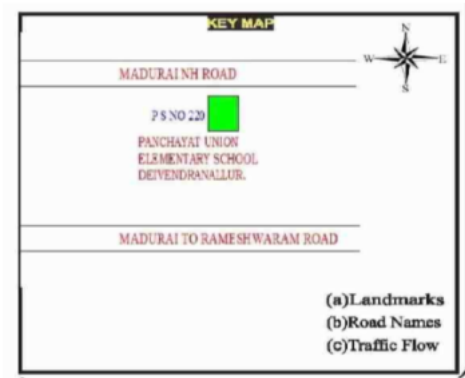 KEY MAP
N
W E
S
MADURAI NH ROAD
P S NO 220
PANCHAYAT UNION
ELEMENTARY SCHOOL
DEIVENDRANALLUR.
MADURAI TO RAMESHWARAM ROAD
(a)Landmarks
(b)Road Names
(c)Traffic Flow